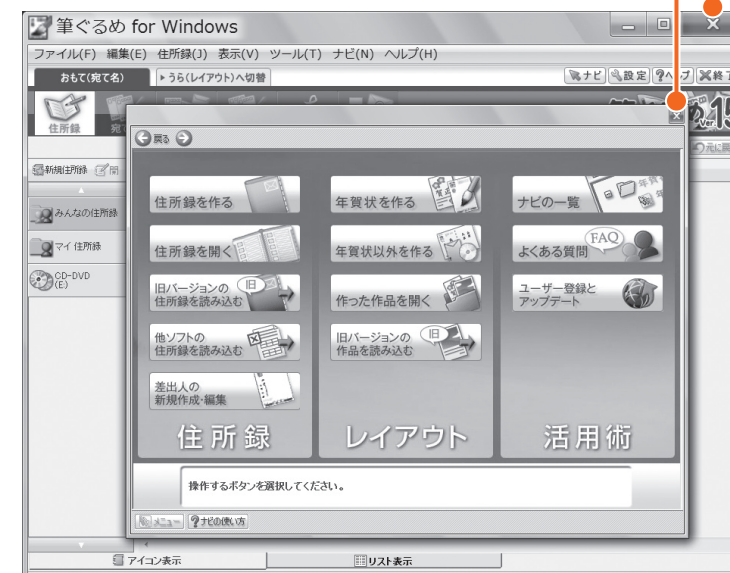 筆ぐるめ for Windows
ファイル(F) 編集(E) 住所録(J) 表示(V) ツール(T) ナビ(N) ヘルプ(H)
おもて(宛て名) ▶うら(レイアウト)へ切替
ナビ 設定 ?ヘルプ 終了
住所録
Ver.15
新規住所録 開
みんなの住所録
マイ住所録
CD-DVD
(E)
戻る
住所録を作る
住所録を開く
旧バージョンの
住所録を読み込む
旧
他ソフトの
住所録を読み込む
差出人の
新規作成・編集
住所録
年賀状を作る
年賀状以外を作る
作った作品を開く
旧バージョンの
作品を読み込む
旧
レイアウト
ナビの一覧
よくある質問
FAQ
ユーザー登録と
アップデート
活用術
操作するボタンを選択してください。
メニュー ?ナビの使い方
アイコン表示 リスト表示